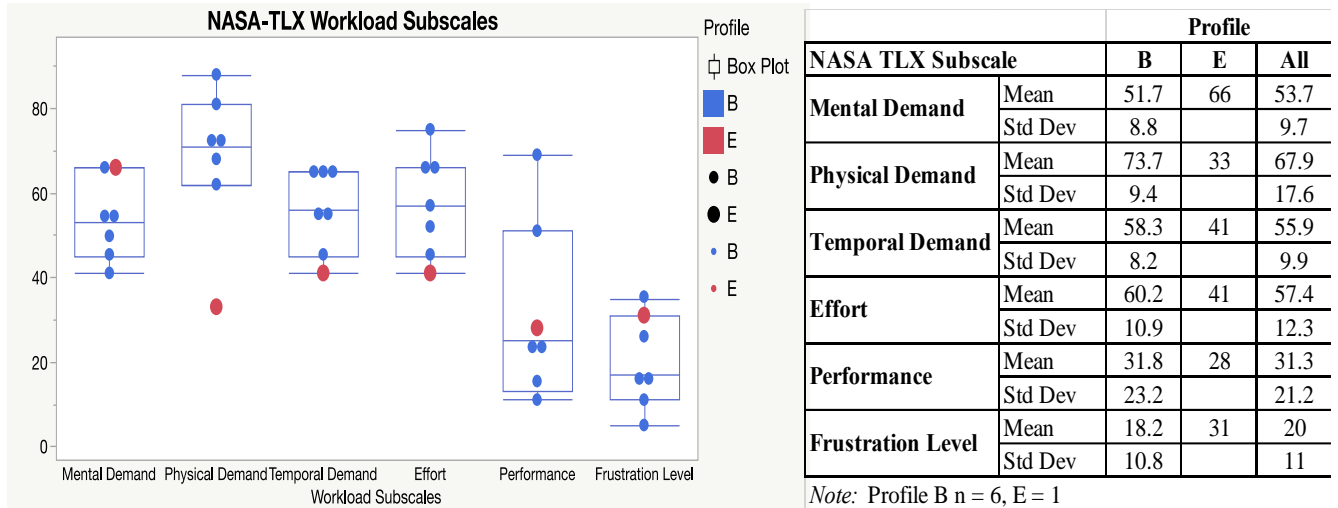 NASA-TLX Workload Subscales
80
60
40
20
0
Mental Demand Physical Demand Temporal Demand Effort Performance Frustration Level
Workload Subscales
Profile
Box Plot
B
E
B
E
B
E
Profile
NASA TLX Subscale B E All
Mental Demand Mean 51.7 66 53.7
Std Dev 8.8 9.7
Physical Demand Mean 73.7 33 67.9
Std Dev 9.4 17.6
Temporal Demand Mean 58.3 41 55.9
Std Dev 8.2 9.9
Effort Mean 60.2 41 57.4
Std Dev 10.9 12.3
Performance Mean 31.8 28 31.3
Std Dev 23.2 21.2
Frustration Level Mean 18.2 31 20
Std Dev 10.8 11
Note: Profile B n = 6, E = 1